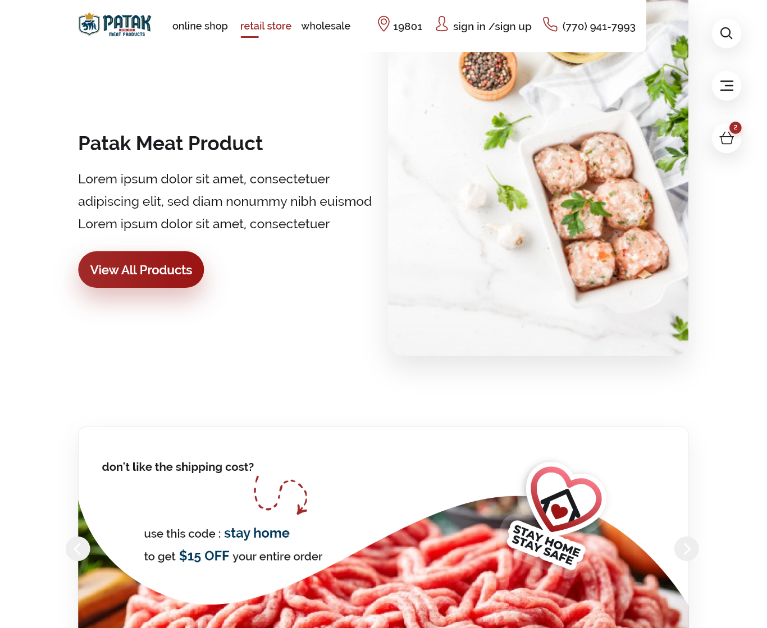 PATAK
MEAT PRODUCTS
online shop retail store wholesale 19801 sign in /sign up (770) 941-7993
2
Patak Meat Product
Lorem ipsum dolor sit amet, consectetuer
adipiscing elit, sed diam nonummy nibh euismod
Lorem ipsum dolor sit amet, consectetuer
View All Products
don't like the shipping cost?
use this code : stay home
to get $15 OFF your entire order
STAY HOME
STAY SAFE